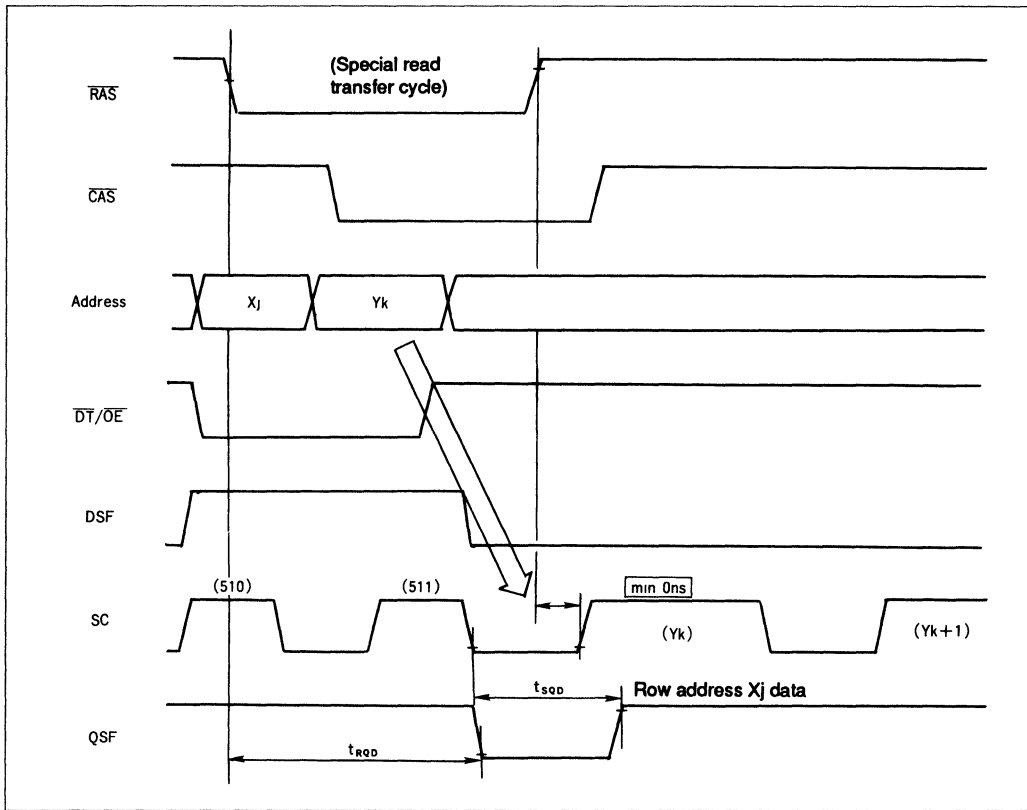 (Special read
transfer cycle)
RAS
CAS
Address
Xj
Yk
DT/OE
DSF
(510)
(511)
min 0ns
SC
(Yk)
(Yk+1)
tSQD
Row address Xj data
QSF
tRQD